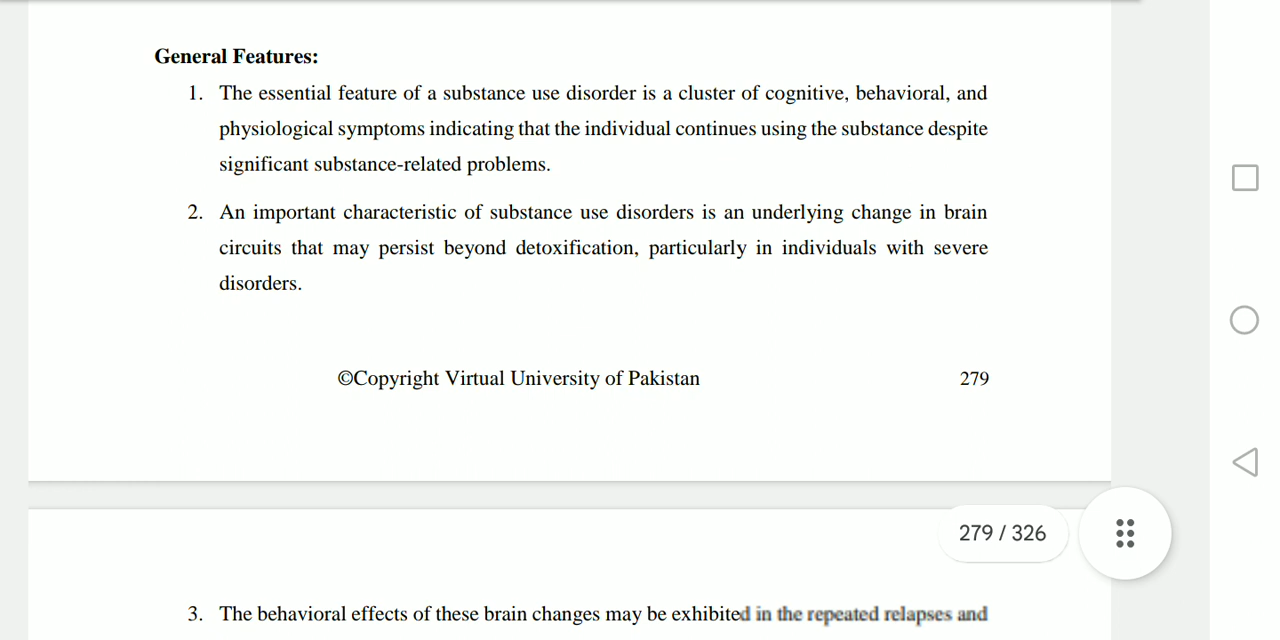 General Features:
1. The essential feature of a substance use disorder is a cluster of cognitive, behavioral, and
physiological symptoms indicating that the individual continues using the substance despite
significant substance-related problems.
2. An important characteristic of substance use disorders is an underlying change in brain
circuits that may persist beyond detoxification, particularly in individuals with severe
disorders.
©Copyright Virtual University of Pakistan 279
279 / 326
3. The behavioral effects of these brain changes may be exhibited in the repeated relapses and